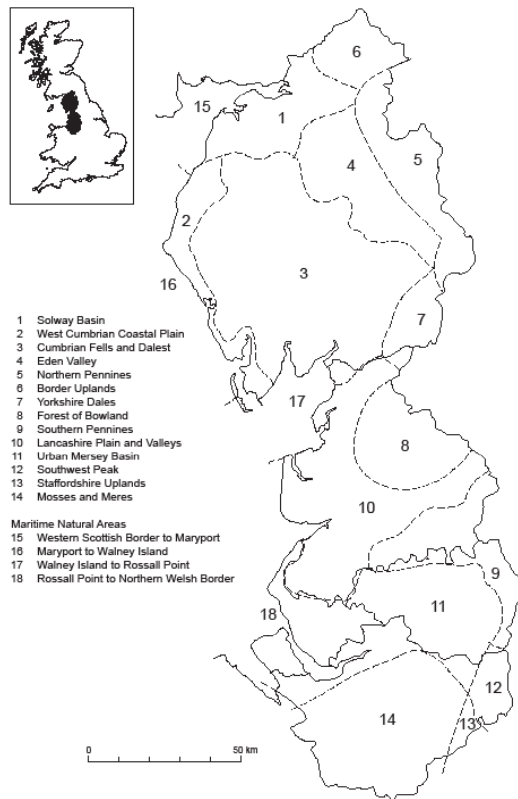 6
15
1
5
4
2
3
16
7
1 Solway Basin
2 West Cumbrian Coastal Plain
3 Cumbrian Fells and Dalest
4 Eden Valley
5 Northern Pennines
6 Border Uplands
7 Yorkshire Dales
8 Forest of Bowland
9 Southern Pennines
10 Lancashire Plain and Valleys
11 Urban Mersey Basin
12 Southwest Peak
13 Staffordshire Uplands
14 Mosses and Meres
Maritime Natural Areas
15 Western Scottish Border to Maryport
16 Maryport to Walney Island
17 Walney Island to Rossall Point
18 Rossall Point to Northern Welsh Border
17
8
10
9
11
18
12
14
13
0 50 km